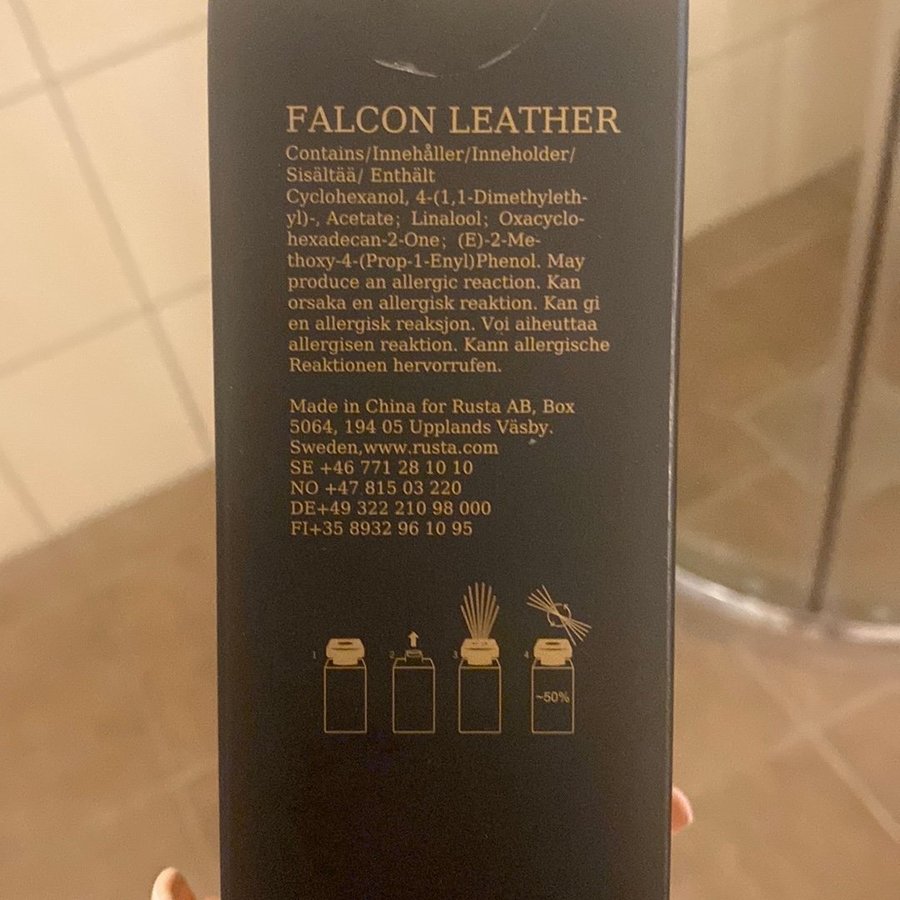 FALCON LEATHER
Contains/Innehåller/Inneholder/
Sisältää/ Enthält
Cyclohexanol, 4-(1,1-Dimethyleth-
yl)-, Acetate; Linalool; Oxacyclo-
hexadecan-2-One; (E)-2-Me-
thoxy-4-(Prop-1-Enyl)Phenol. May
produce an allergic reaction. Kan
orsaka en allergisk reaktion. Kan gi
en allergisk reaksjon. Voi aiheuttaa
allergisen reaktion. Kann allergische
Reaktionen hervorrufen.
Made in China for Rusta AB, Box
5064, 194 05 Upplands Väsby.
Sweden,www.rusta.com
SE +46 771 28 10 10
NO +47 815 03 220
DE+49 322 210 98 000
FI+35 8932 96 10 95
1 2 3 4
~50%